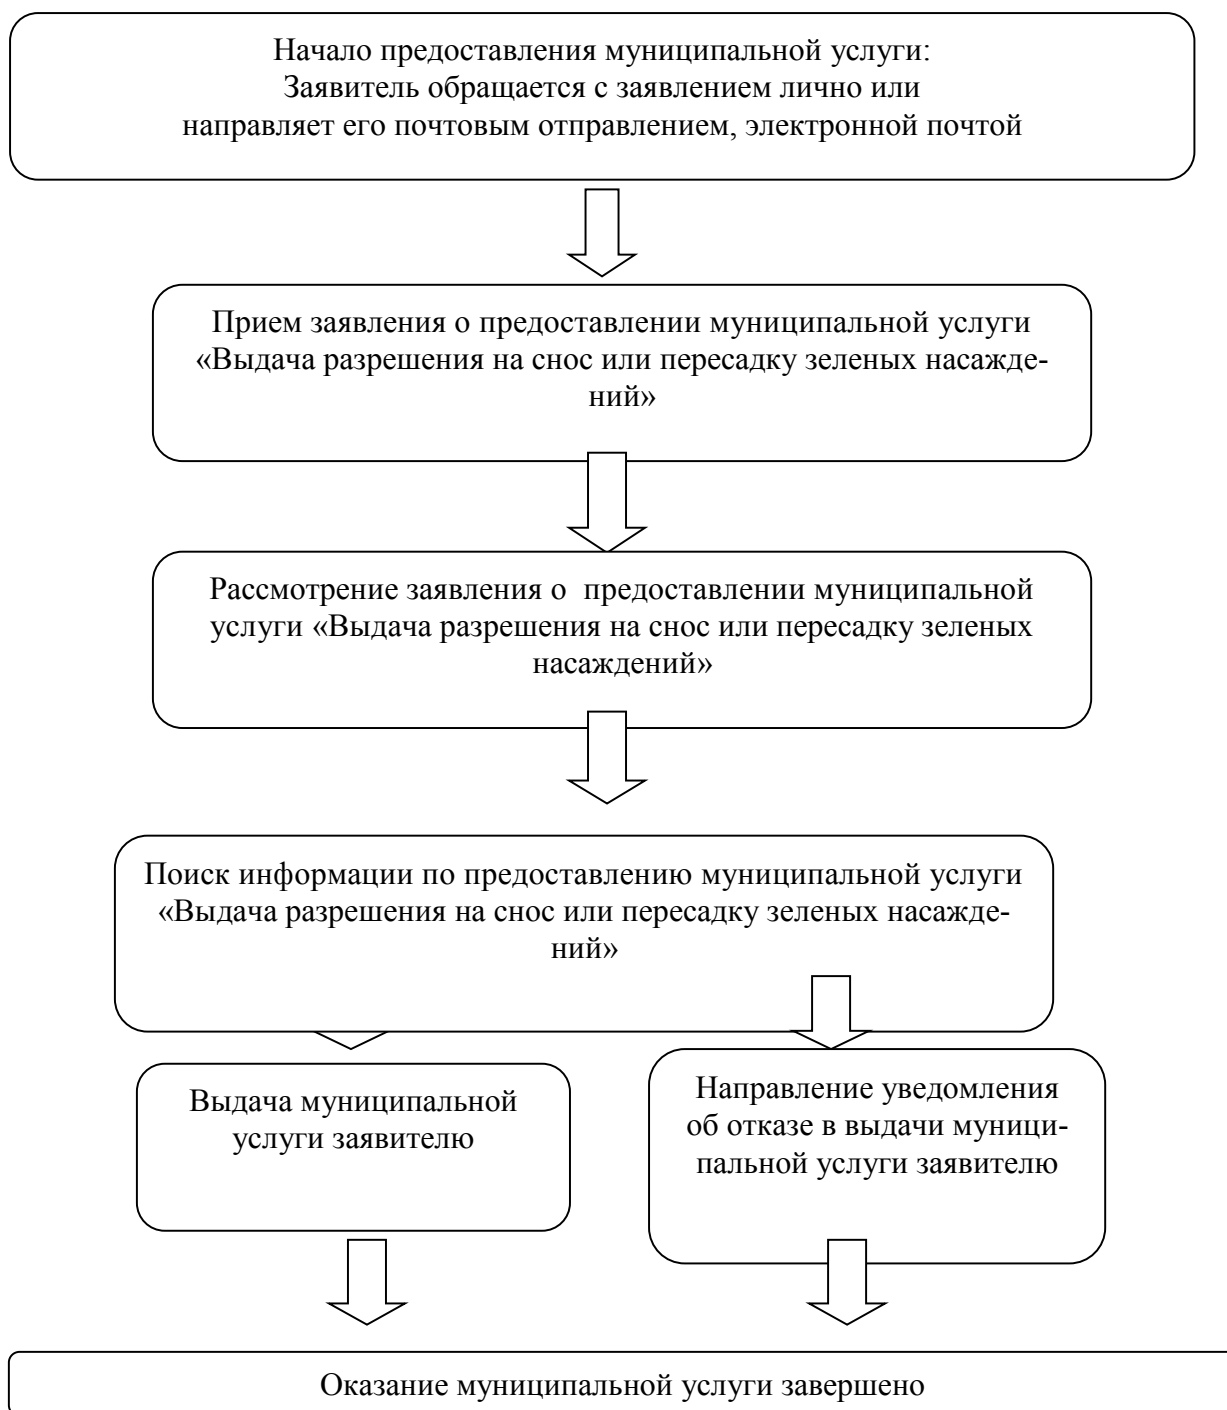 Начало предоставления муниципальной услуги:
Заявитель обращается с заявлением лично или
направляет его почтовым отправлением, электронной почтой
Прием заявления о предоставлении муниципальной услуги
«Выдача разрешения на снос или пересадку зеленых насажде-
ний»
Рассмотрение заявления о  предоставлении муниципальной
услуги «Выдача разрешения на снос или пересадку зеленых
насаждений»
Поиск информации по предоставлению муниципальной услуги
«Выдача разрешения на снос или пересадку зеленых насажде-
ний»
Выдача муниципальной
услуги заявителю
Направление уведомления
об отказе в выдачи муници-
пальной услуги заявителю
Оказание муниципальной услуги завершено